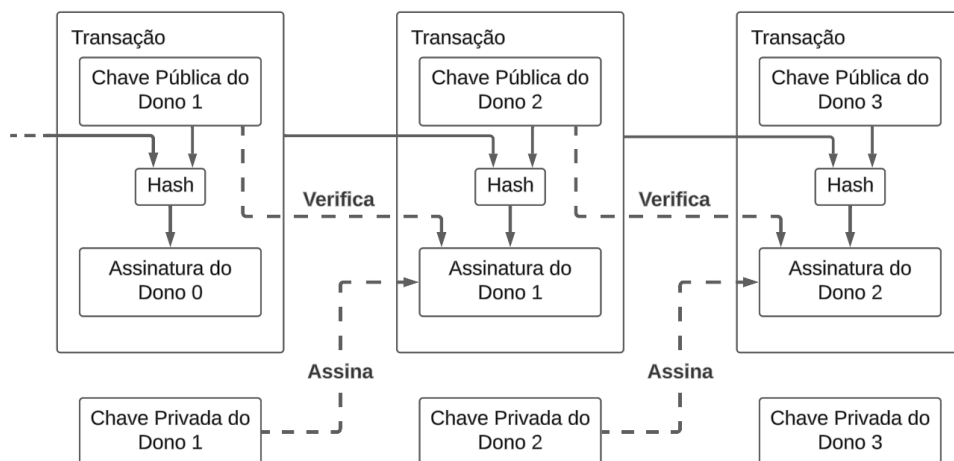 Transação
Chave Pública do
Dono 1
Hash
Assinatura do
Dono 0
Transação
Chave Pública do
Dono 2
Hash
Assinatura do
Dono 1
Transação
Chave Pública do
Dono 3
Hash
Assinatura do
Dono 2
Verifica
Verifica
Assina
Assina
Chave Privada do
Dono 1
Chave Privada do
Dono 2
Chave Privada do
Dono 3